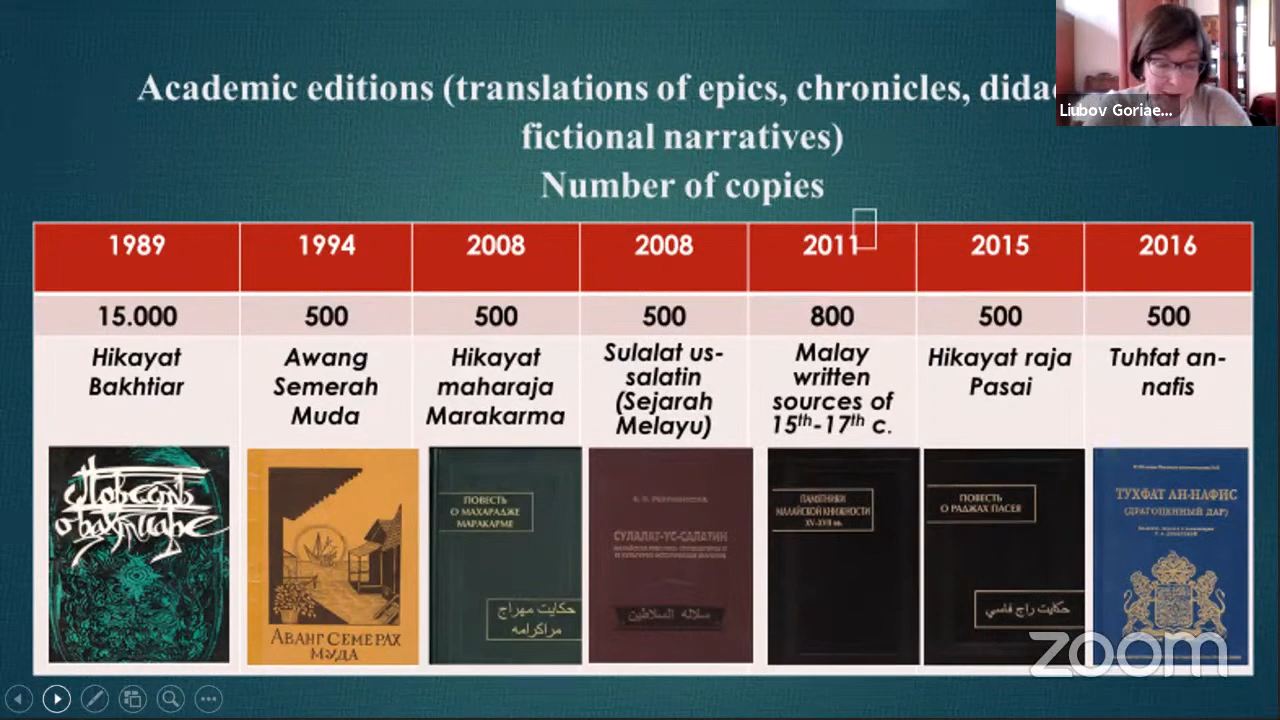 Academic editions (translations of epics, chronicles,
fictional narratives)
Number of copies
Liubov Goriae...
1989
1994
2008
2008
2011
2015
2016
15.000
500
500
500
800
500
500
Hikayat
Bakhtiar
Awang
Semerah
Muda
Hikayat
maharaja
Marakarma
Sulalat us-
salatin
(Sejarah
Melayu)
Malay
written
sources of
15th-17th c.
Hikayat raja
Pasai
Tuhfat an-
nafis
Повесть
о Бахтиаре
АВАНГ СЕМЕРАХ
МУДА
ПОВЕСТЬ
О МАХАРАДЖЕ
МАРАКАРМЕ
حكايت مهراج
مراكرامه
СУЛАЛАТ-УС-САЛАТИН
سلالة السلاطين
ПАМЯТНИКИ
МАЛАЙСКОЙ КНИЖНОСТИ
XV-XVII вв.
ПОВЕСТЬ
О РАДЖАХ ПАСЕЯ
حكايت راج فاسي
ТУХФАТ АН-НАФИС
(ДРАГОЦЕННЫЙ ДАР)
zoom